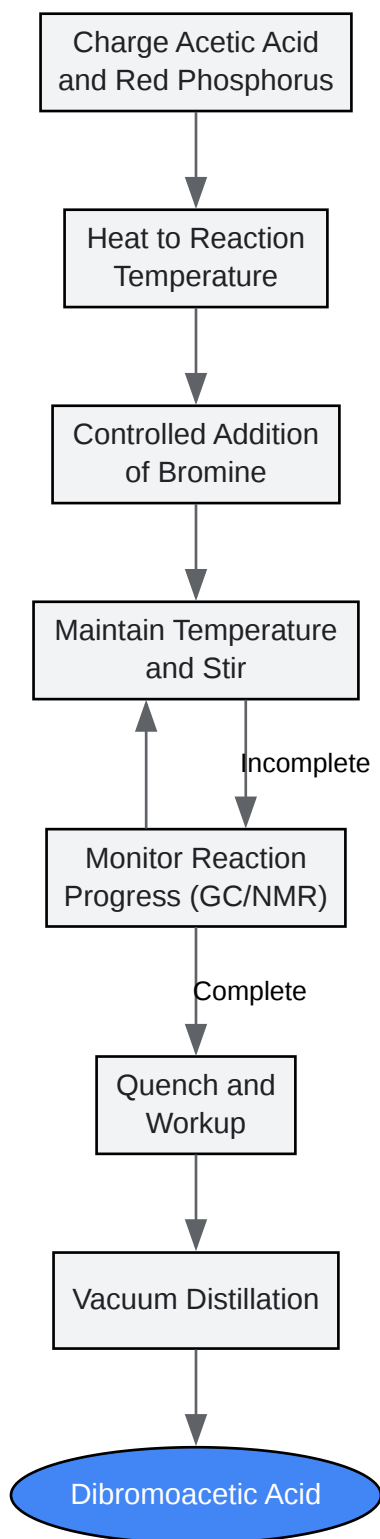 Charge Acetic Acid
and Red Phosphorus
Heat to Reaction
Temperature
Controlled Addition
of Bromine
Maintain Temperature
and Stir
Incomplete
Monitor Reaction
Progress (GC/NMR)
Complete
Quench and
Workup
Vacuum Distillation
Dibromoacetic Acid